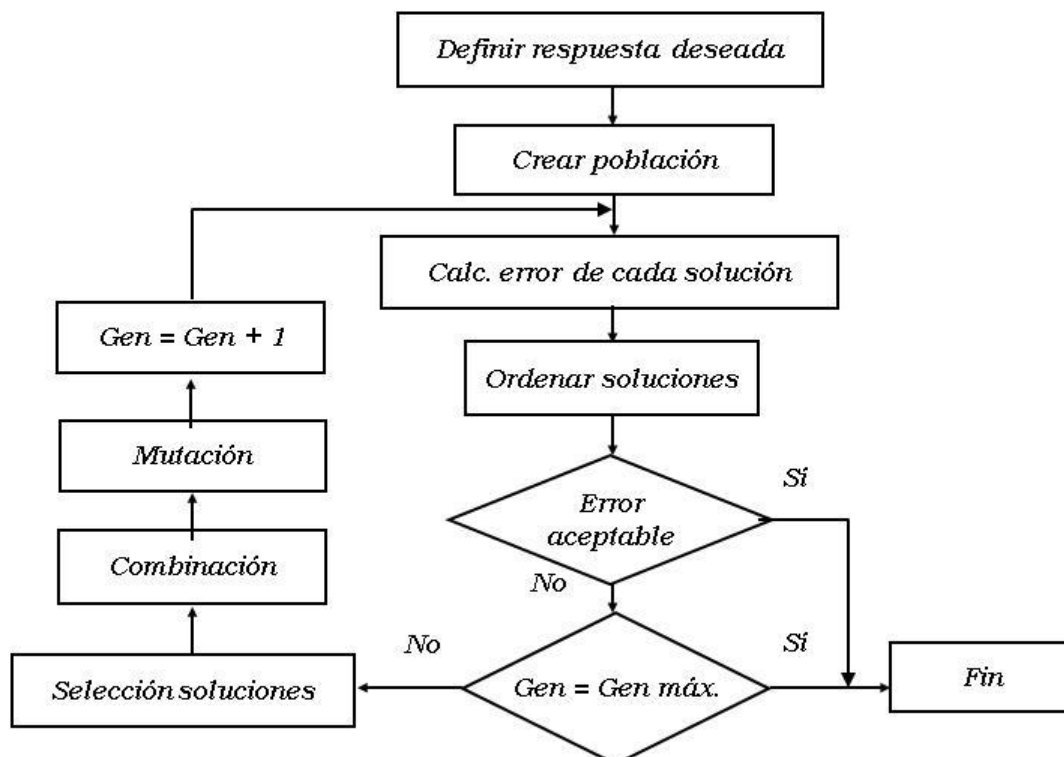 Definir respuesta deseada
Crear población
Calc. error de cada solución
Gen = Gen + 1
Ordenar soluciones
Mutación
Sí
Error
aceptable
Combinación
No
No
Sí
Selección soluciones
Gen = Gen máx.
Fin